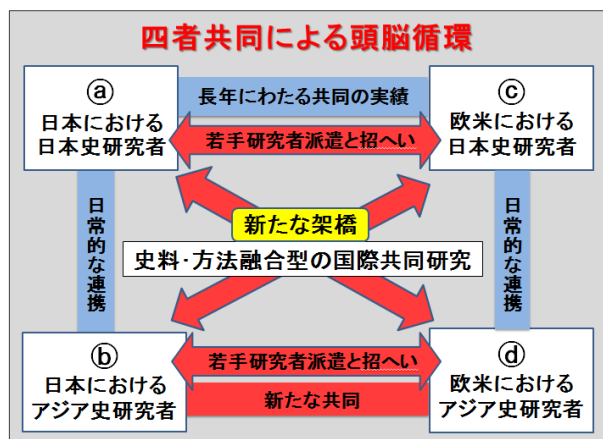 四者共同による頭脳循環
ⓐ
日本における
日本史研究者
長年にわたる共同の実績
若手研究者派遣と招へい
ⓒ
欧米における
日本史研究者
日常的な連携
新たな架橋
史料・方法融合型の国際共同研究
日常的な連携
ⓑ
日本における
アジア史研究者
若手研究者派遣と招へい
新たな共同
ⓓ
欧米における
アジア史研究者